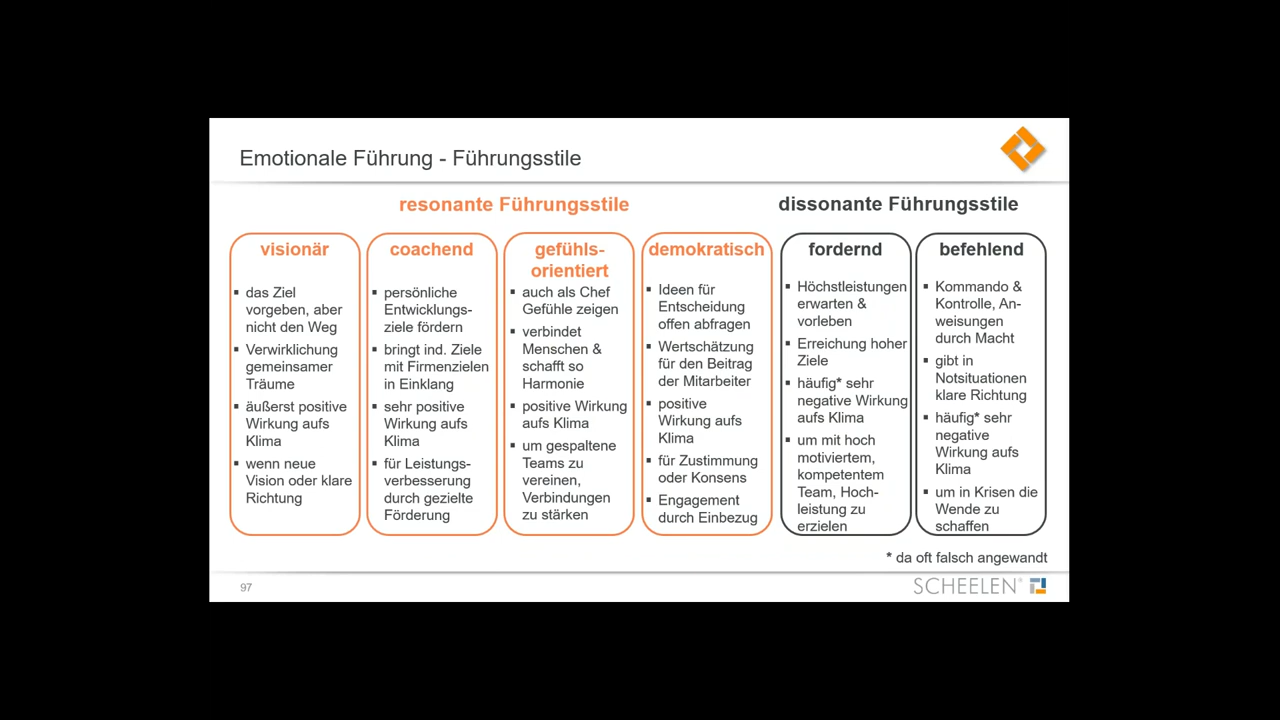 Emotionale Führung - Führungsstile
resonante Führungsstile
dissonante Führungsstile
visionär
▪ das Ziel
vorgeben, aber
nicht den Weg
▪ Verwirklichung
gemeinsamer
Träume
▪ äußerst positive
Wirkung aufs
Klima
▪ wenn neue
Vision oder klare
Richtung
coachend
▪ persönliche
Entwicklungs-
ziele fördern
▪ bringt ind. Ziele
mit Firmenzielen
in Einklang
▪ sehr positive
Wirkung aufs
Klima
▪ für Leistungs-
verbesserung
durch gezielte
Förderung
gefühls-
orientiert
▪ auch als Chef
Gefühle zeigen
▪ verbindet
Menschen &
schafft so
Harmonie
▪ positive Wirkung
aufs Klima
▪ um gespaltene
Teams zu
vereinen,
Verbindungen
zu stärken
demokratisch
▪ Ideen für
Entscheidung
offen abfragen
▪ Wertschätzung
für den Beitrag
der Mitarbeiter
▪ positive
Wirkung aufs
Klima
▪ für Zustimmung
oder Konsens
▪ Engagement
durch Einbezug
fordernd
▪ Höchstleistungen
erwarten &
vorleben
▪ Erreichung hoher
Ziele
▪ häufig* sehr
negative Wirkung
aufs Klima
▪ um mit hoch
motiviertem,
kompetentem
Team, Hoch-
leistung zu
erzielen
befehlend
▪ Kommando &
Kontrolle, An-
weisungen
durch Macht
▪ gibt in
Notsituationen
klare Richtung
▪ häufig* sehr
negative
Wirkung aufs
Klima
▪ um in Krisen die
Wende zu
schaffen
* da oft falsch angewandt
97
SCHEELEN®